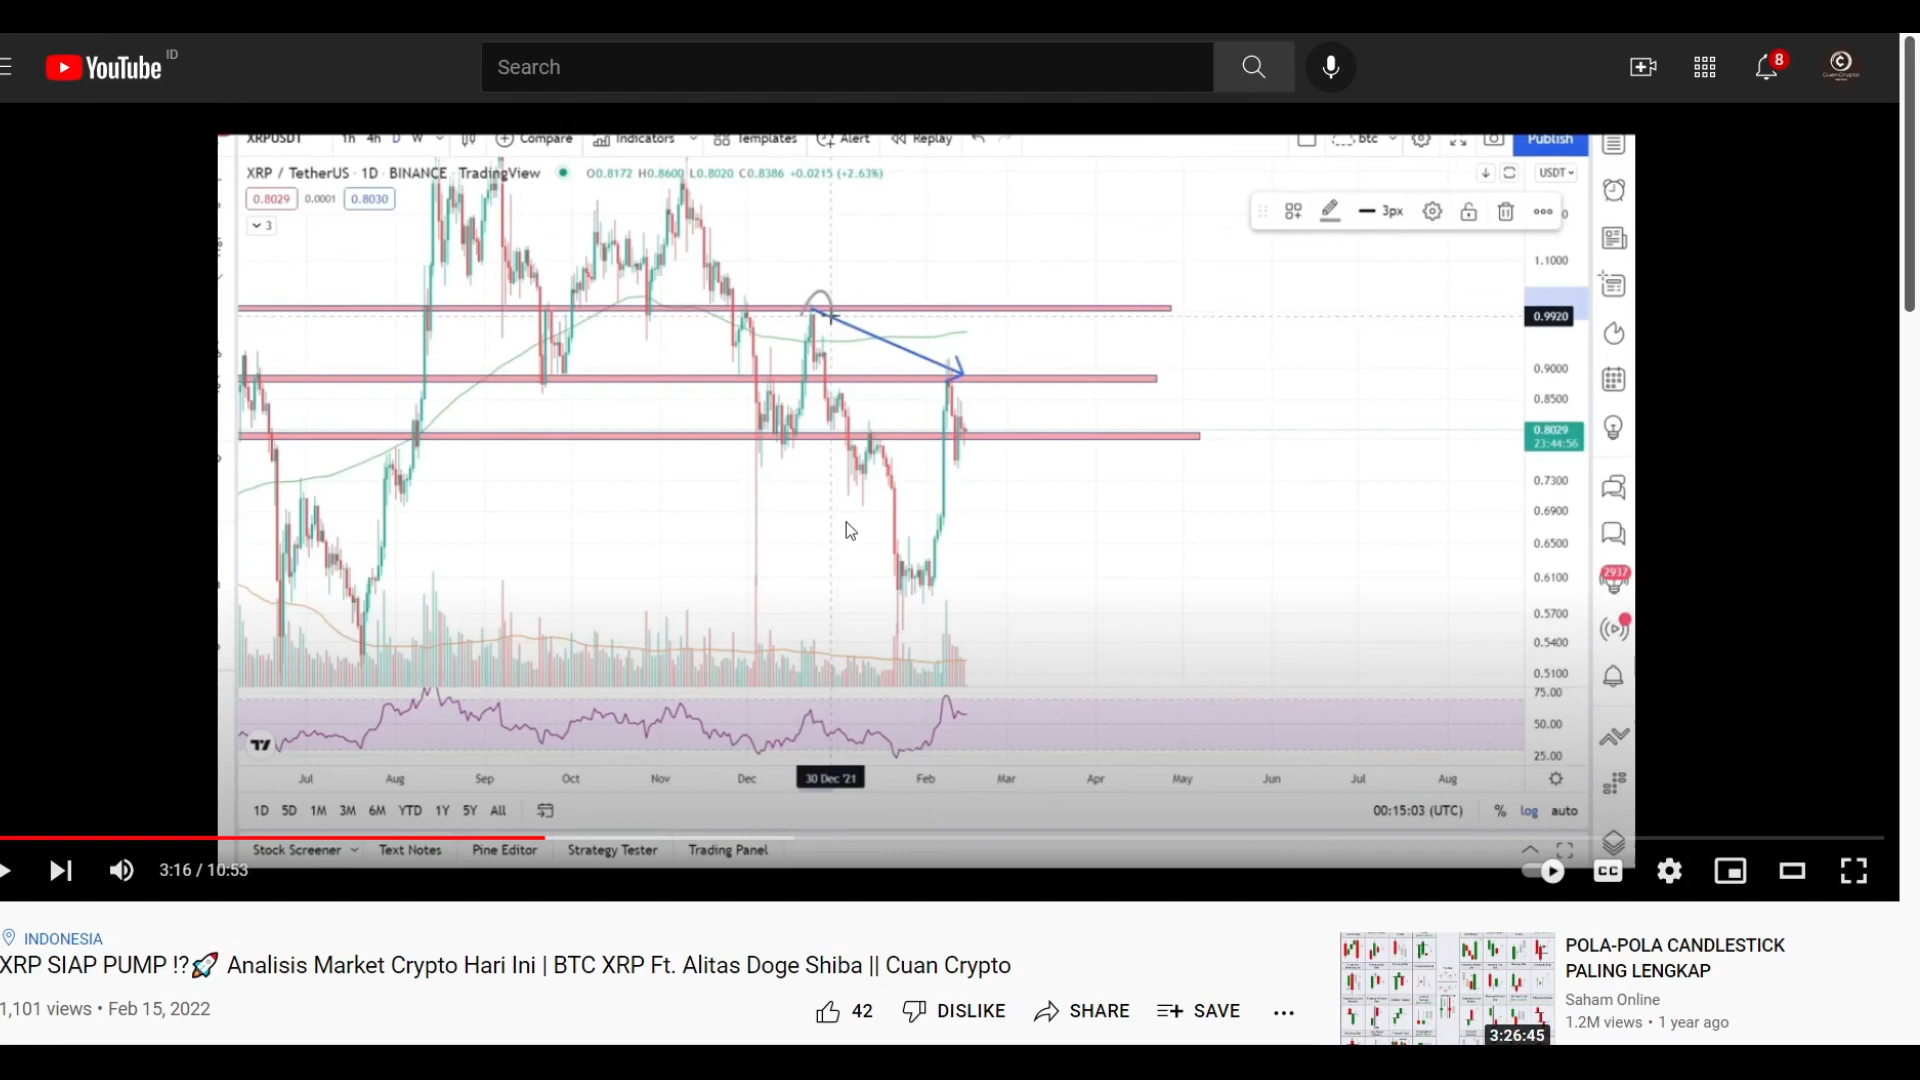 YouTube ID
Search
8
XRPUSDT 1h 4h D W Compare Indicators Templates Alert Replay btc Publish
XRP / TetherUS · 1D · BINANCE TradingView O0.8172 H0.8600 L0.8020 C0.8386 +0.0215 (+2.63%) USDT
0.8029 0.0001 0.8030
3px
3
1.1000
0.9920
0.9000
0.8500
0.8029
23:44:56
0.7300
0.6900
0.6500
0.6100
2937
0.5700
0.5400
0.5100
75.00
50.00
25.00
Jul Aug Sep Oct Nov Dec 30 Dec '21 Feb Mar Apr May Jun Jul Aug
1D 5D 1M 3M 6M YTD 1Y 5Y All 00:15:03 (UTC) % log auto
Stock Screener Text Notes Pine Editor Strategy Tester Trading Panel
3:16 / 10:53 CC
INDONESIA
XRP SIAP PUMP !?🚀 Analisis Market Crypto Hari Ini | BTC XRP Ft. Alitas Doge Shiba || Cuan Crypto
1,101 views • Feb 15, 2022
42 DISLIKE SHARE SAVE
POLA-POLA CANDLESTICK
PALING LENGKAP
Saham Online
1.2M views • 1 year ago
3:26:45